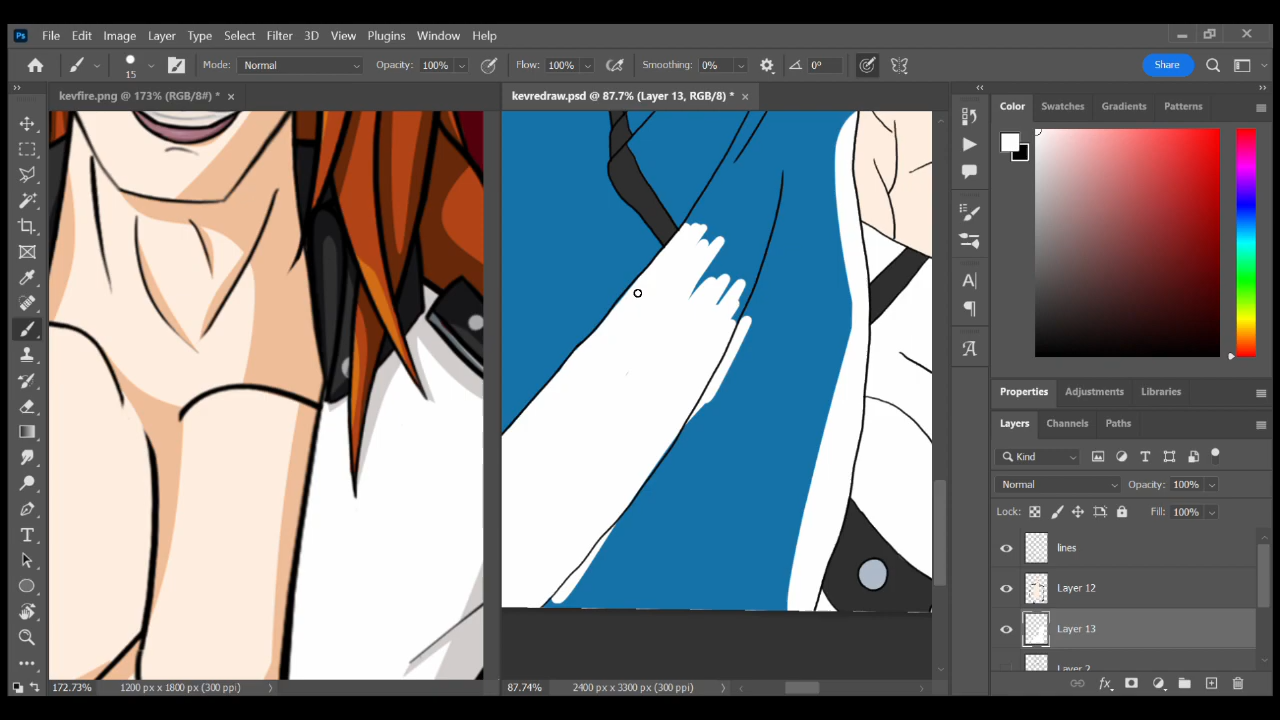 Ps File Edit Image Layer Type Select Filter 3D View Plugins Window Help
15 Mode: Normal Opacity: 100% Flow: 100% Smoothing: 0% 0° Share
kevfire.png @ 173% (RGB/8#) * × kevredraw.psd @ 87.7% (Layer 13, RGB/8) * ×
Color Swatches Gradients Patterns
Properties Adjustments Libraries
Layers Channels Paths
Kind
Normal Opacity: 100%
Lock: Fill: 100%
lines
Layer 12
Layer 13
Layer 2
172.73% 1200 px x 1800 px (300 ppi) 87.74% 2400 px x 3300 px (300 ppi)